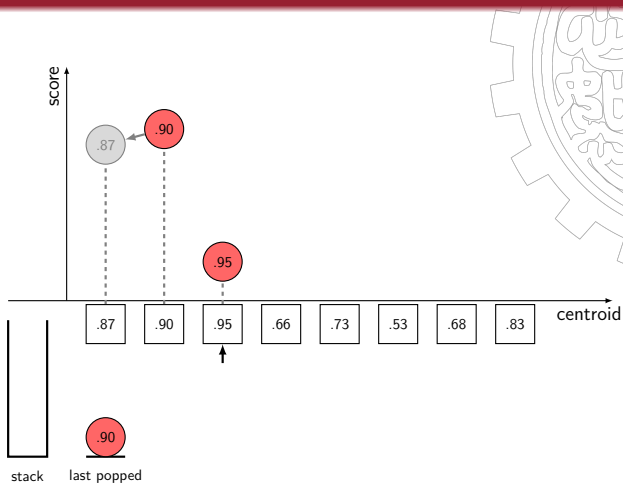 score
.90
.87
.95
centroid
.87 .90 .95 .66 .73 .53 .68 .83
.90
stack last popped